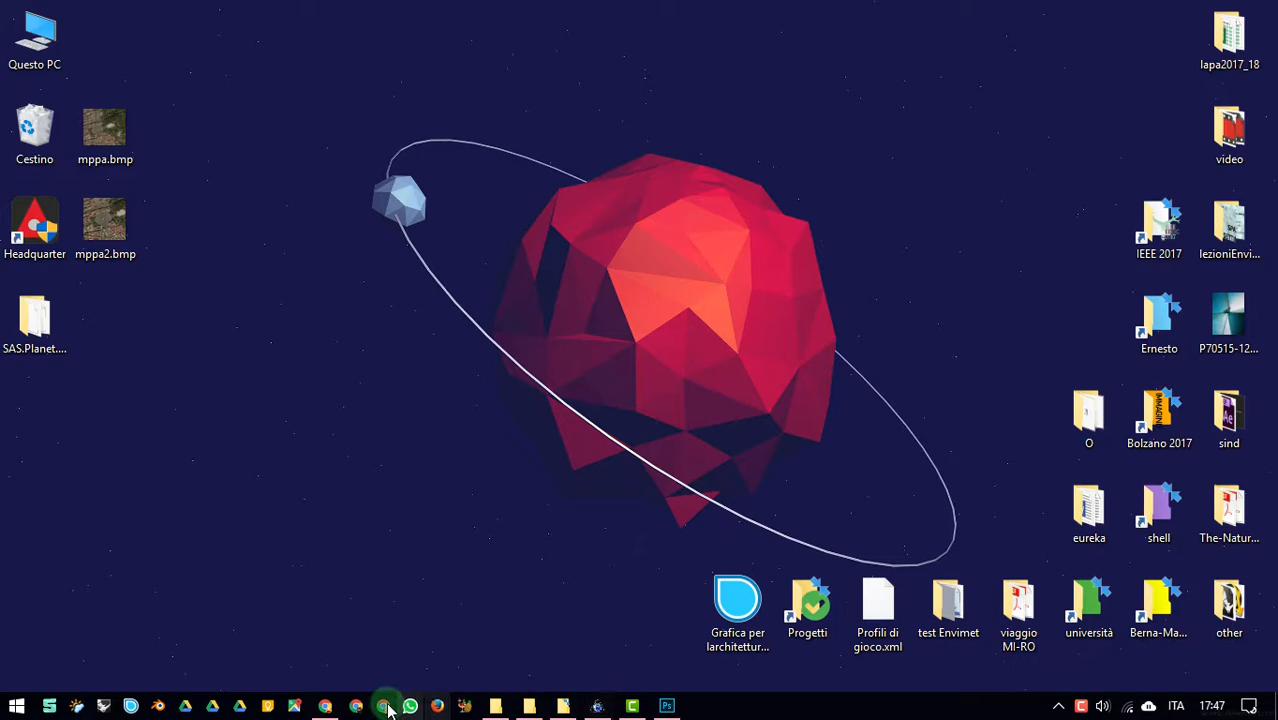 Questo PC
Cestino
mppa.bmp
Headquarter
mppa2.bmp
SAS.Planet....
lapa2017_18
video
IEEE 2017
lezioniEnvi...
Ernesto
P70515-12...
O
Bolzano 2017
sind
eureka
shell
The-Natur...
Grafica per
larchitettur...
Progetti
Profili di
gioco.xml
test Envimet
viaggio
MI-RO
università
Berna-Ma...
other
Ps
ITA
17:47